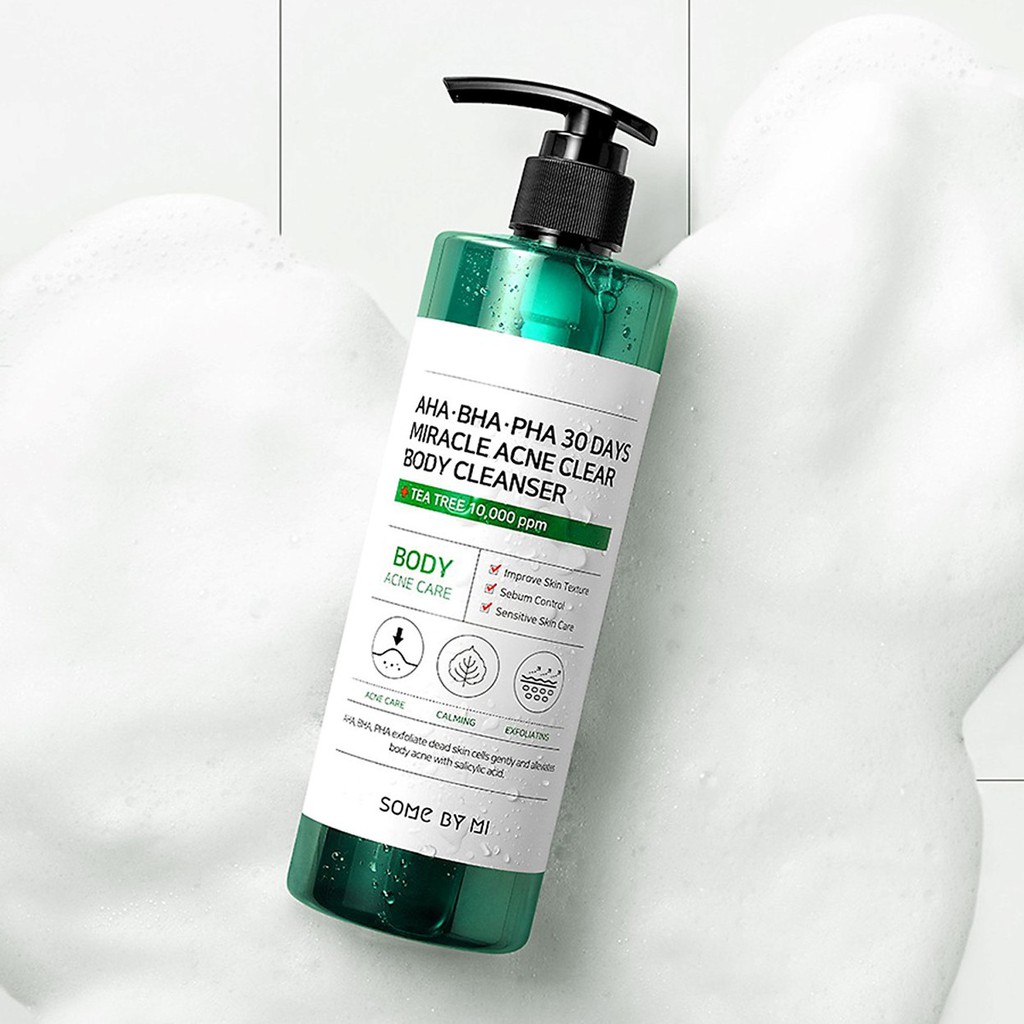 AHA·BHA·PHA 30 DAYS
MIRACLE ACNE CLEAR
BODY CLEANSER
TEA TREE 10,000 ppm
BODY
ACNE CARE
Improve Skin Texture
Sebum Control
Sensitive Skin Care
ACNE CARE
CALMING
EXFOLIATING
AHA, BHA, PHA exfoliate dead skin cells gently and alleviates
body acne with salicylic acid.
SOME BY MI